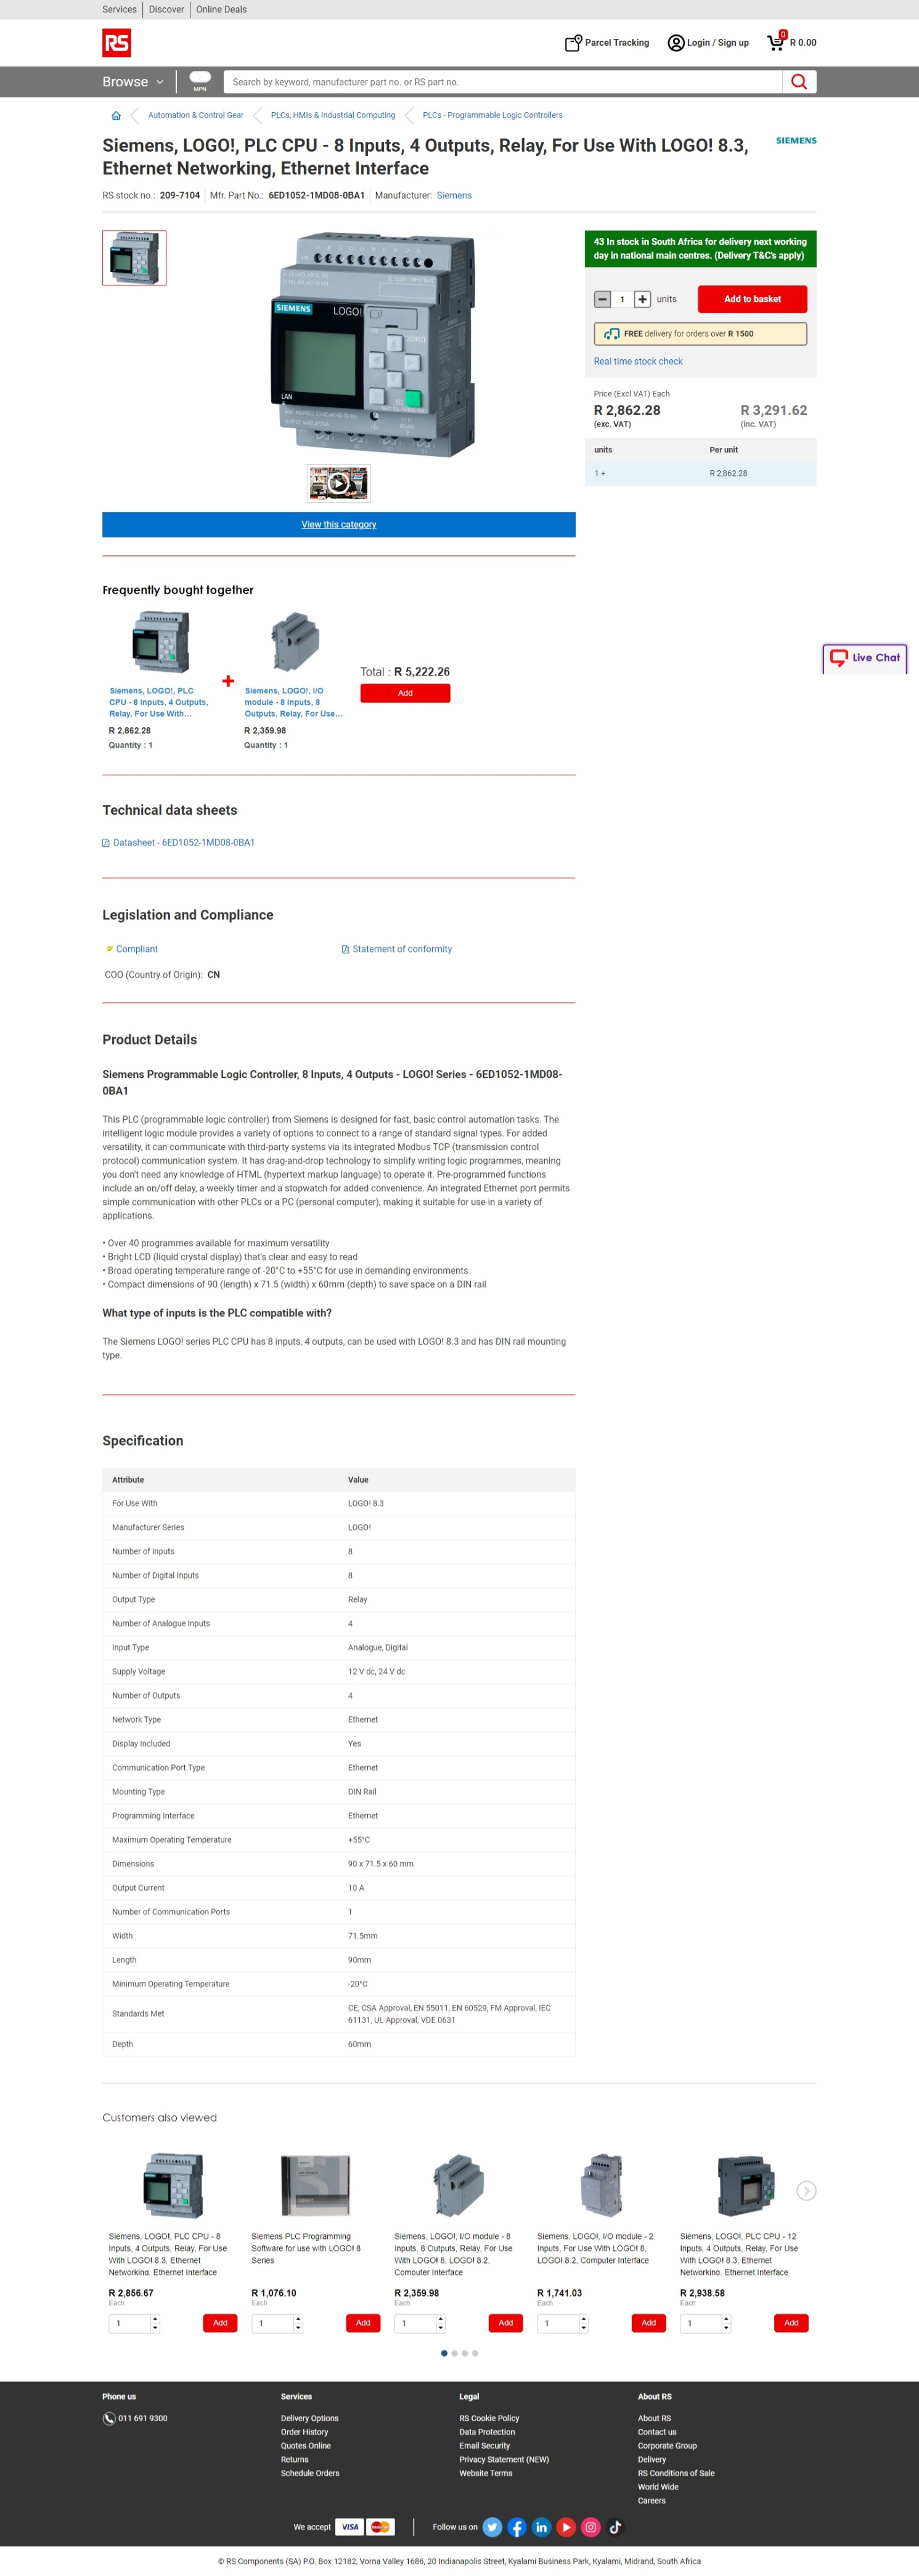 Services
Discover
Online Deals
RS
Parcel Tracking
Login / Sign up
0
R 0.00
Browse
MPN
Search by keyword, manufacturer part no. or RS part no.
Automation & Control Gear
PLCs, HMIs & Industrial Computing
PLCs - Programmable Logic Controllers
Siemens, LOGO!, PLC CPU - 8 Inputs, 4 Outputs, Relay, For Use With LOGO! 8.3,
Ethernet Networking, Ethernet Interface
SIEMENS
RS stock no.: 209-7104
Mfr. Part No.: 6ED1052-1MD08-0BA1
Manufacturer: Siemens
SIEMENS
LOGO!
LAN
43 In stock in South Africa for delivery next working
day in national main centres. (Delivery T&C's apply)
1
units
Add to basket
FREE delivery for orders over R 1500
Real time stock check
Price (Excl VAT) Each
R 2,862.28
R 3,291.62
(exc. VAT)
(inc. VAT)
units
Per unit
1 +
R 2,862.28
View this category
Frequently bought together
Siemens, LOGO!, PLC
CPU - 8 Inputs, 4 Outputs,
Relay, For Use With...
R 2,862.28
Quantity : 1
+
Siemens, LOGO!, I/O
module - 8 Inputs, 8
Outputs, Relay, For Use...
R 2,359.98
Quantity : 1
Total : R 5,222.26
Add
Live Chat
Technical data sheets
Datasheet - 6ED1052-1MD08-0BA1
Legislation and Compliance
Compliant
Statement of conformity
COO (Country of Origin): CN
Product Details
Siemens Programmable Logic Controller, 8 Inputs, 4 Outputs - LOGO! Series - 6ED1052-1MD08-
0BA1
This PLC (programmable logic controller) from Siemens is designed for fast, basic control automation tasks. The
intelligent logic module provides a variety of options to connect to a range of standard signal types. For added
versatility, it can communicate with third-party systems via its integrated Modbus TCP (transmission control
protocol) communication system. It has drag-and-drop technology to simplify writing logic programmes, meaning
you don't need any knowledge of HTML (hypertext markup language) to operate it. Pre-programmed functions
include an on/off delay, a weekly timer and a stopwatch for added convenience. An integrated Ethernet port permits
simple communication with other PLCs or a PC (personal computer), making it suitable for use in a variety of
applications.
• Over 40 programmes available for maximum versatility
• Bright LCD (liquid crystal display) that's clear and easy to read
• Broad operating temperature range of -20°C to +55°C for use in demanding environments
• Compact dimensions of 90 (length) x 71.5 (width) x 60mm (depth) to save space on a DIN rail
What type of inputs is the PLC compatible with?
The Siemens LOGO! series PLC CPU has 8 inputs, 4 outputs, can be used with LOGO! 8.3 and has DIN rail mounting
type.
Specification
Attribute
Value
For Use With
LOGO! 8.3
Manufacturer Series
LOGO!
Number of Inputs
8
Number of Digital Inputs
8
Output Type
Relay
Number of Analogue Inputs
4
Input Type
Analogue, Digital
Supply Voltage
12 V dc, 24 V dc
Number of Outputs
4
Network Type
Ethernet
Display Included
Yes
Communication Port Type
Ethernet
Mounting Type
DIN Rail
Programming Interface
Ethernet
Maximum Operating Temperature
+55°C
Dimensions
90 x 71.5 x 60 mm
Output Current
10 A
Number of Communication Ports
1
Width
71.5mm
Length
90mm
Minimum Operating Temperature
-20°C
Standards Met
CE, CSA Approval, EN 55011, EN 60529, FM Approval, IEC
61131, UL Approval, VDE 0631
Depth
60mm
Customers also viewed
Siemens, LOGO!, PLC CPU - 8
Inputs, 4 Outputs, Relay, For Use
With LOGO! 8.3, Ethernet
Networking, Ethernet Interface
R 2,856.67
Each
1
Add
Siemens PLC Programming
Software for use with LOGO! 8
Series
R 1,076.10
Each
1
Add
Siemens, LOGO!, I/O module - 8
Inputs, 8 Outputs, Relay, For Use
With LOGO! 8, LOGO! 8.2,
Computer Interface
R 2,359.98
Each
1
Add
Siemens, LOGO!, I/O module - 2
Inputs, For Use With LOGO! 8,
LOGO! 8.2, Computer Interface
R 1,741.03
Each
1
Add
Siemens, LOGO!, PLC CPU - 12
Inputs, 4 Outputs, Relay, For Use
With LOGO! 8.3, Ethernet
Networking, Ethernet Interface
R 2,938.58
Each
1
Add
Phone us
011 691 9300
Services
Delivery Options
Order History
Quotes Online
Returns
Schedule Orders
Legal
RS Cookie Policy
Data Protection
Email Security
Privacy Statement (NEW)
Website Terms
About RS
About RS
Contact us
Corporate Group
Delivery
RS Conditions of Sale
World Wide
Careers
We accept
VISA
Follow us on
© RS Components (SA) P.O. Box 12182, Vorna Valley 1686, 20 Indianapolis Street, Kyalami Business Park, Kyalami, Midrand, South Africa